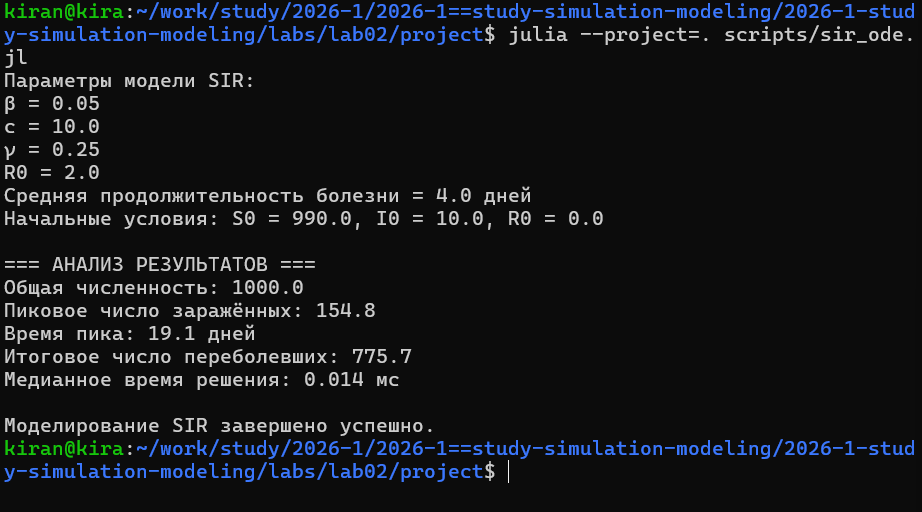 kiran@kira:~/work/study/2026-1/2026-1==study-simulation-modeling/2026-1-stud
y-simulation-modeling/labs/lab02/project$ julia --project=. scripts/sir_ode.
jl
Параметры модели SIR:
β = 0.05
c = 10.0
γ = 0.25
R0 = 2.0
Средняя продолжительность болезни = 4.0 дней
Начальные условия: S0 = 990.0, I0 = 10.0, R0 = 0.0

=== АНАЛИЗ РЕЗУЛЬТАТОВ ===
Общая численность: 1000.0
Пиковое число заражённых: 154.8
Время пика: 19.1 дней
Итоговое число переболевших: 775.7
Медианное время решения: 0.014 мс

Моделирование SIR завершено успешно.
kiran@kira:~/work/study/2026-1/2026-1==study-simulation-modeling/2026-1-stud
y-simulation-modeling/labs/lab02/project$